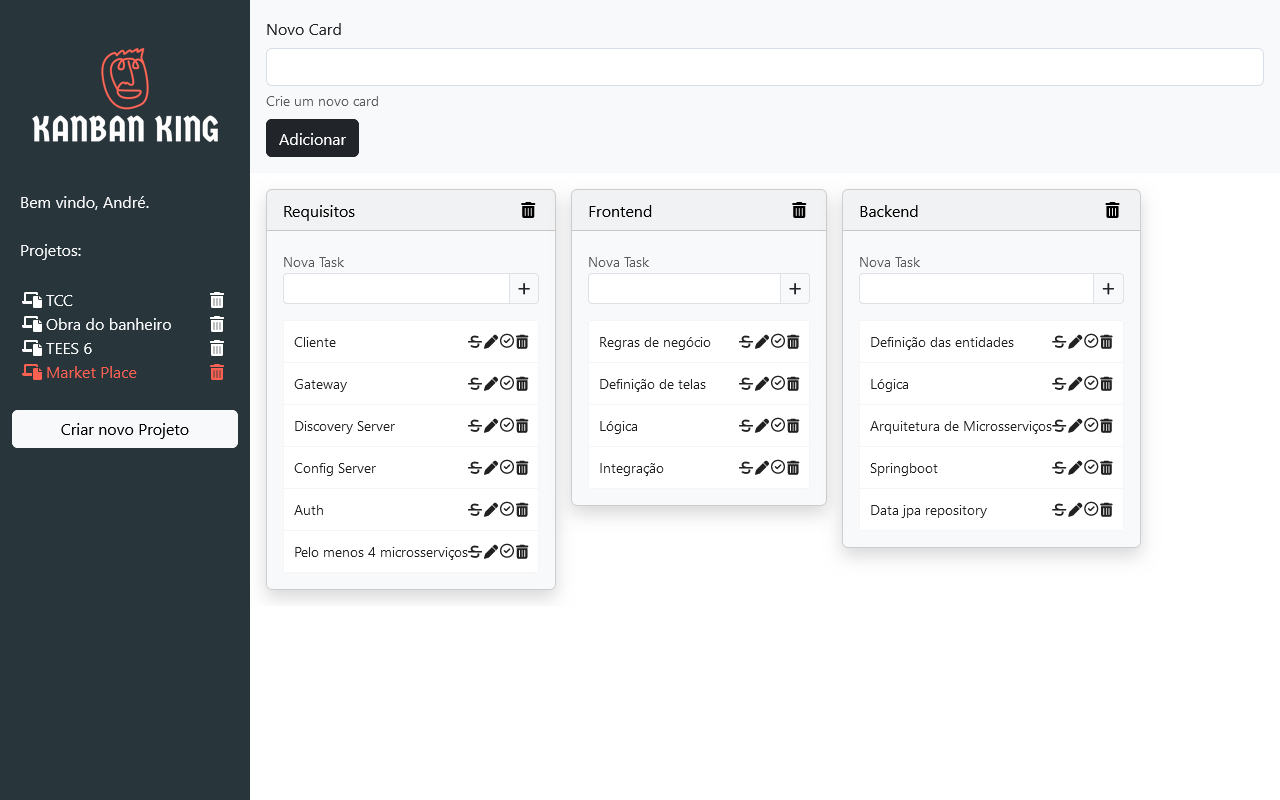 KANBAN KING
Bem vindo, André.
Projetos:
TCC
Obra do banheiro
TEES 6
Market Place
Criar novo Projeto
Novo Card
Crie um novo card
Adicionar
Requisitos
Nova Task
Cliente
Gateway
Discovery Server
Config Server
Auth
Pelo menos 4 microsserviços
Frontend
Nova Task
Regras de negócio
Definição de telas
Lógica
Integração
Backend
Nova Task
Definição das entidades
Lógica
Arquitetura de Microsserviços
Springboot
Data jpa repository